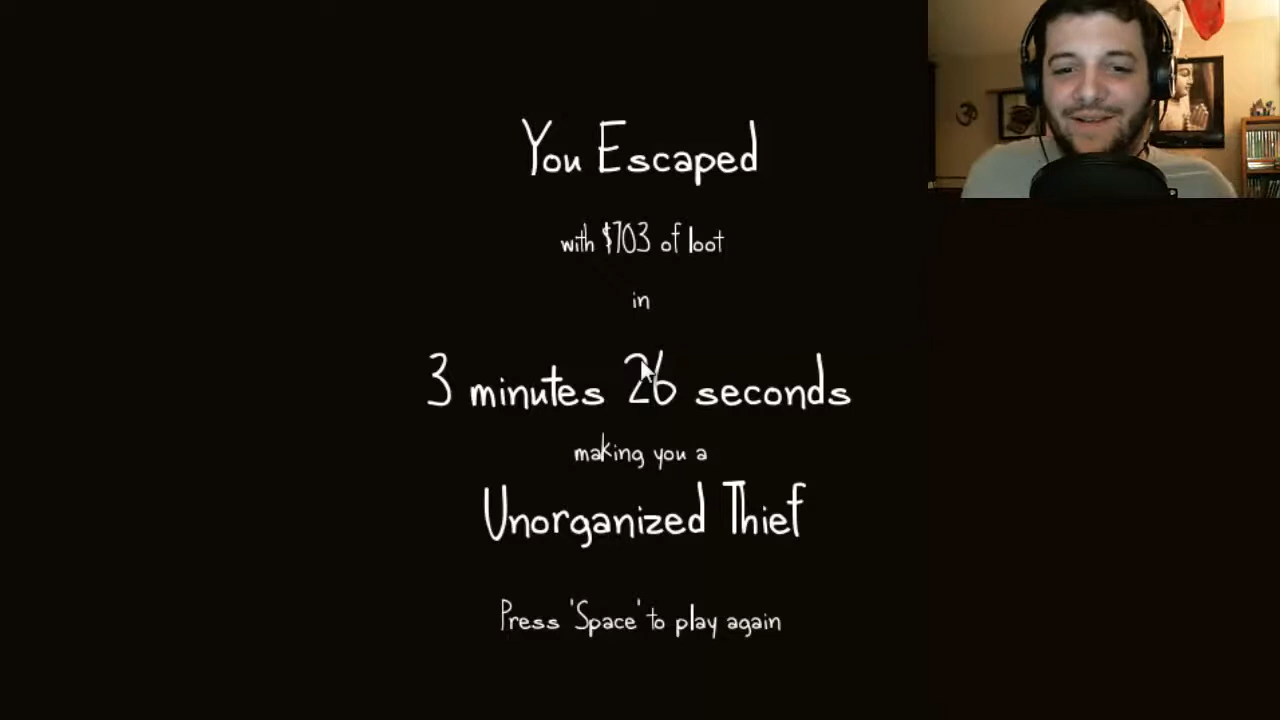 You Escaped
with $703 of loot
in
3 minutes 26 seconds
making you a
Unorganized Thief
Press 'Space' to play again